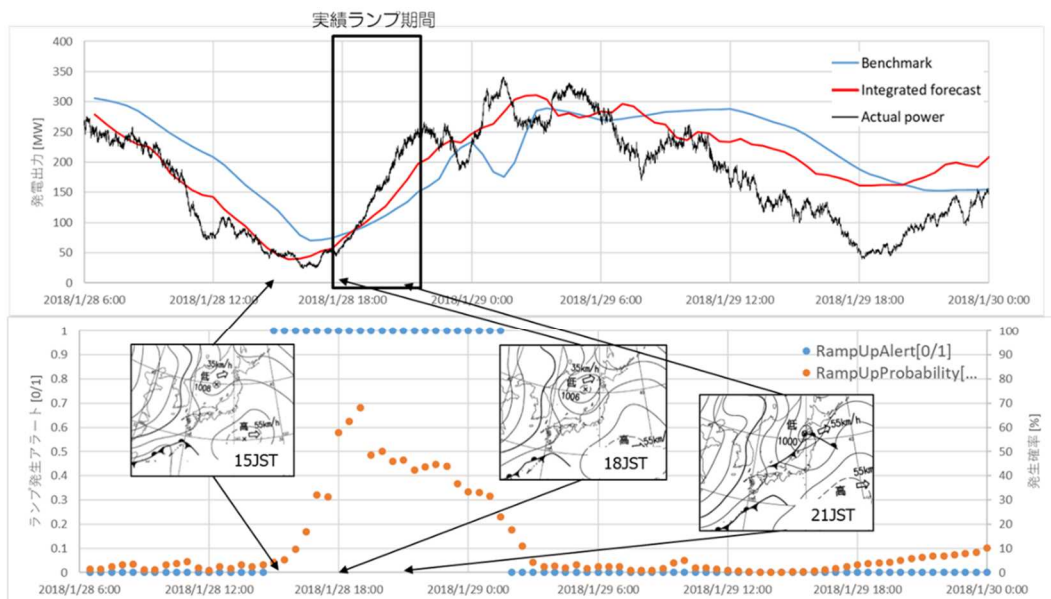 実績ランプ期間
400
350
300
250
200
150
100
50
0
発電出力 [MW]
Benchmark
Integrated forecast
Actual power
2018/1/28 6:00
2018/1/28 12:00
2018/1/28 18:00
2018/1/29 0:00
2018/1/29 6:00
2018/1/29 12:00
2018/1/29 18:00
2018/1/30 0:00
1
0.9
0.8
0.7
0.6
0.5
0.4
0.3
0.2
0.1
0
ランプ発生アラート [0/1]
100
90
80
70
60
50
40
30
20
10
0
発生確率 [%]
RampUpAlert[0/1]
RampUpProbability[...
35km/h
低
1006
高
55km/h
15JST
35km/h
低
1006
高
55km/
18JST
低
1000
55km/h
55km
高
21JST
2018/1/28 6:00
2018/1/28 12:00
2018/1/28 18:00
2018/1/29 0:00
2018/1/29 6:00
2018/1/29 12:00
2018/1/29 18:00
2018/1/30 0:00